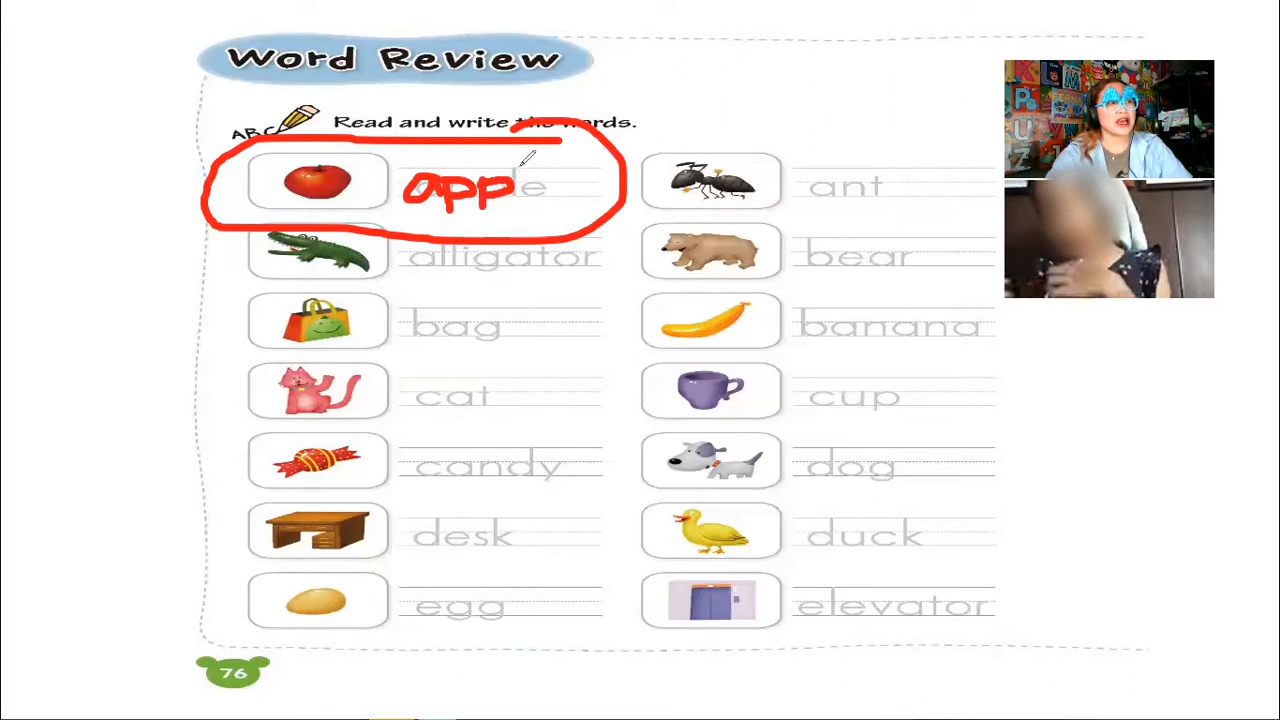 Word Review
ABC Read and write the words.
apple ant
alligator bear
bag banana
cat cup
candy dog
desk duck
egg elevator
76